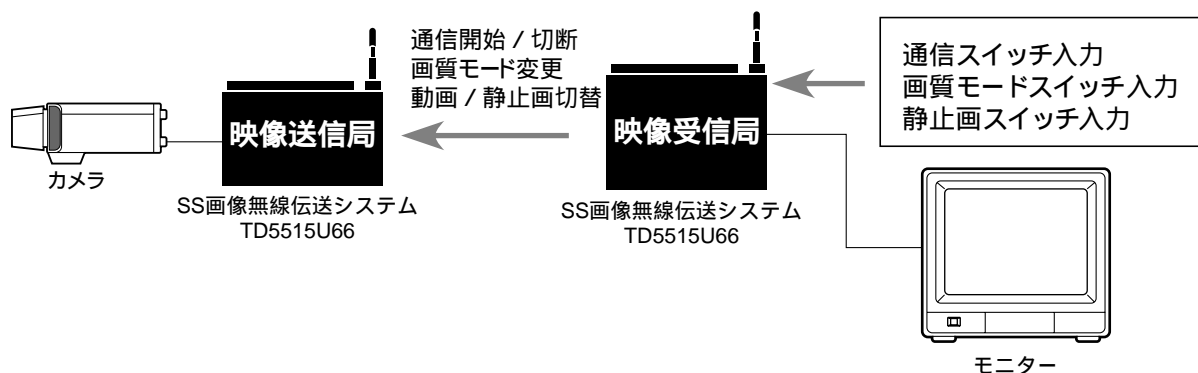 通信開始 / 切断
画質モード変更
動画 / 静止画切替
通信スイッチ入力
画質モードスイッチ入力
静止画スイッチ入力
映像送信局
映像受信局
カメラ
SS画像無線伝送システム
TD5515U66
SS画像無線伝送システム
TD5515U66
モニター